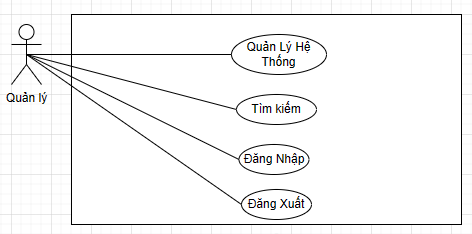 Quản Lý Hệ
Thống
Quản lý
Tìm kiếm
Đăng Nhập
Đăng Xuất